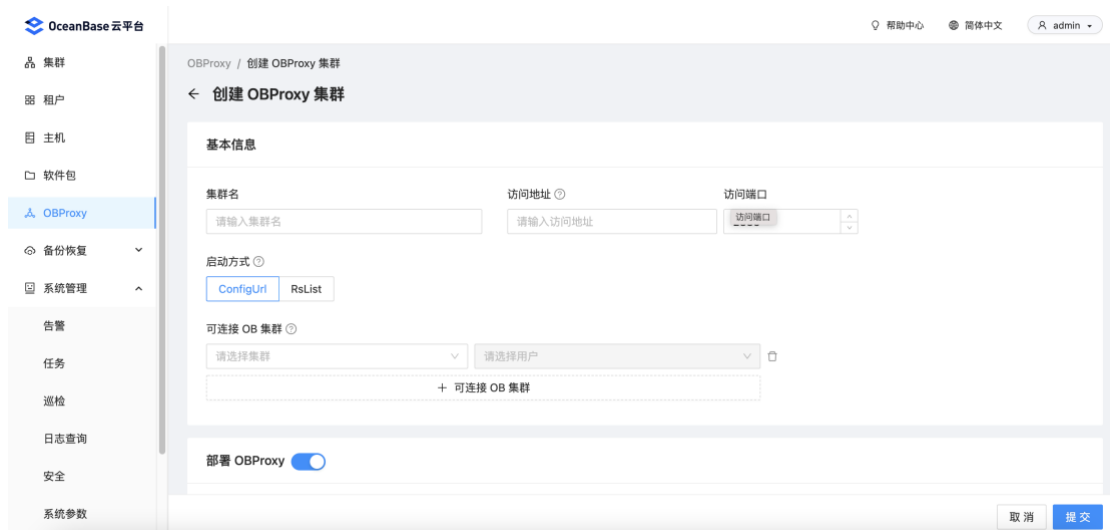 OceanBase 云平台
帮助中心 简体中文 admin
集群
租户
主机
软件包
OBProxy
备份恢复
系统管理
告警
任务
巡检
日志查询
安全
系统参数
OBProxy / 创建 OBProxy 集群
创建 OBProxy 集群
基本信息
集群名 访问地址 访问端口
请输入集群名 请输入访问地址 访问端口
启动方式
ConfigUrl RsList
可连接 OB 集群
请选择集群 请选择用户
+ 可连接 OB 集群
部署 OBProxy
取消 提交